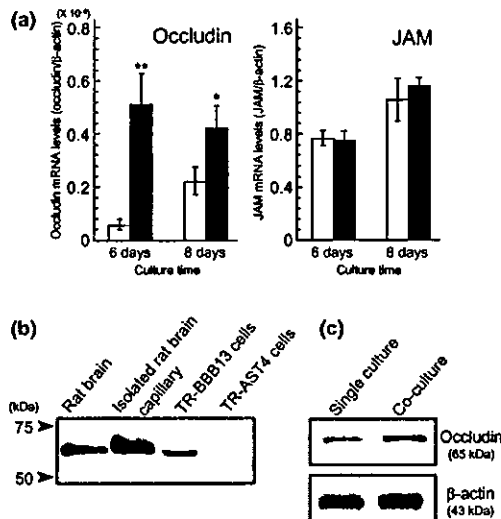 (a)
Occludin
JAM
Occludin mRNA levels (occludin/β-actin)
0.8
0.6
0.4
0.2
0
**
*
6 days
8 days
Culture time
JAM mRNA levels (JAM/β-actin)
1.6
1.2
0.8
0.4
0
6 days
8 days
Culture time
(b)
Rat brain
Isolated rat brain
capillary
TR-BBB13 cells
TR-AST4 cells
(kDa)
75
50
(c)
Single culture
Co-culture
Occludin
(65 kDa)
β-actin
(43 kDa)